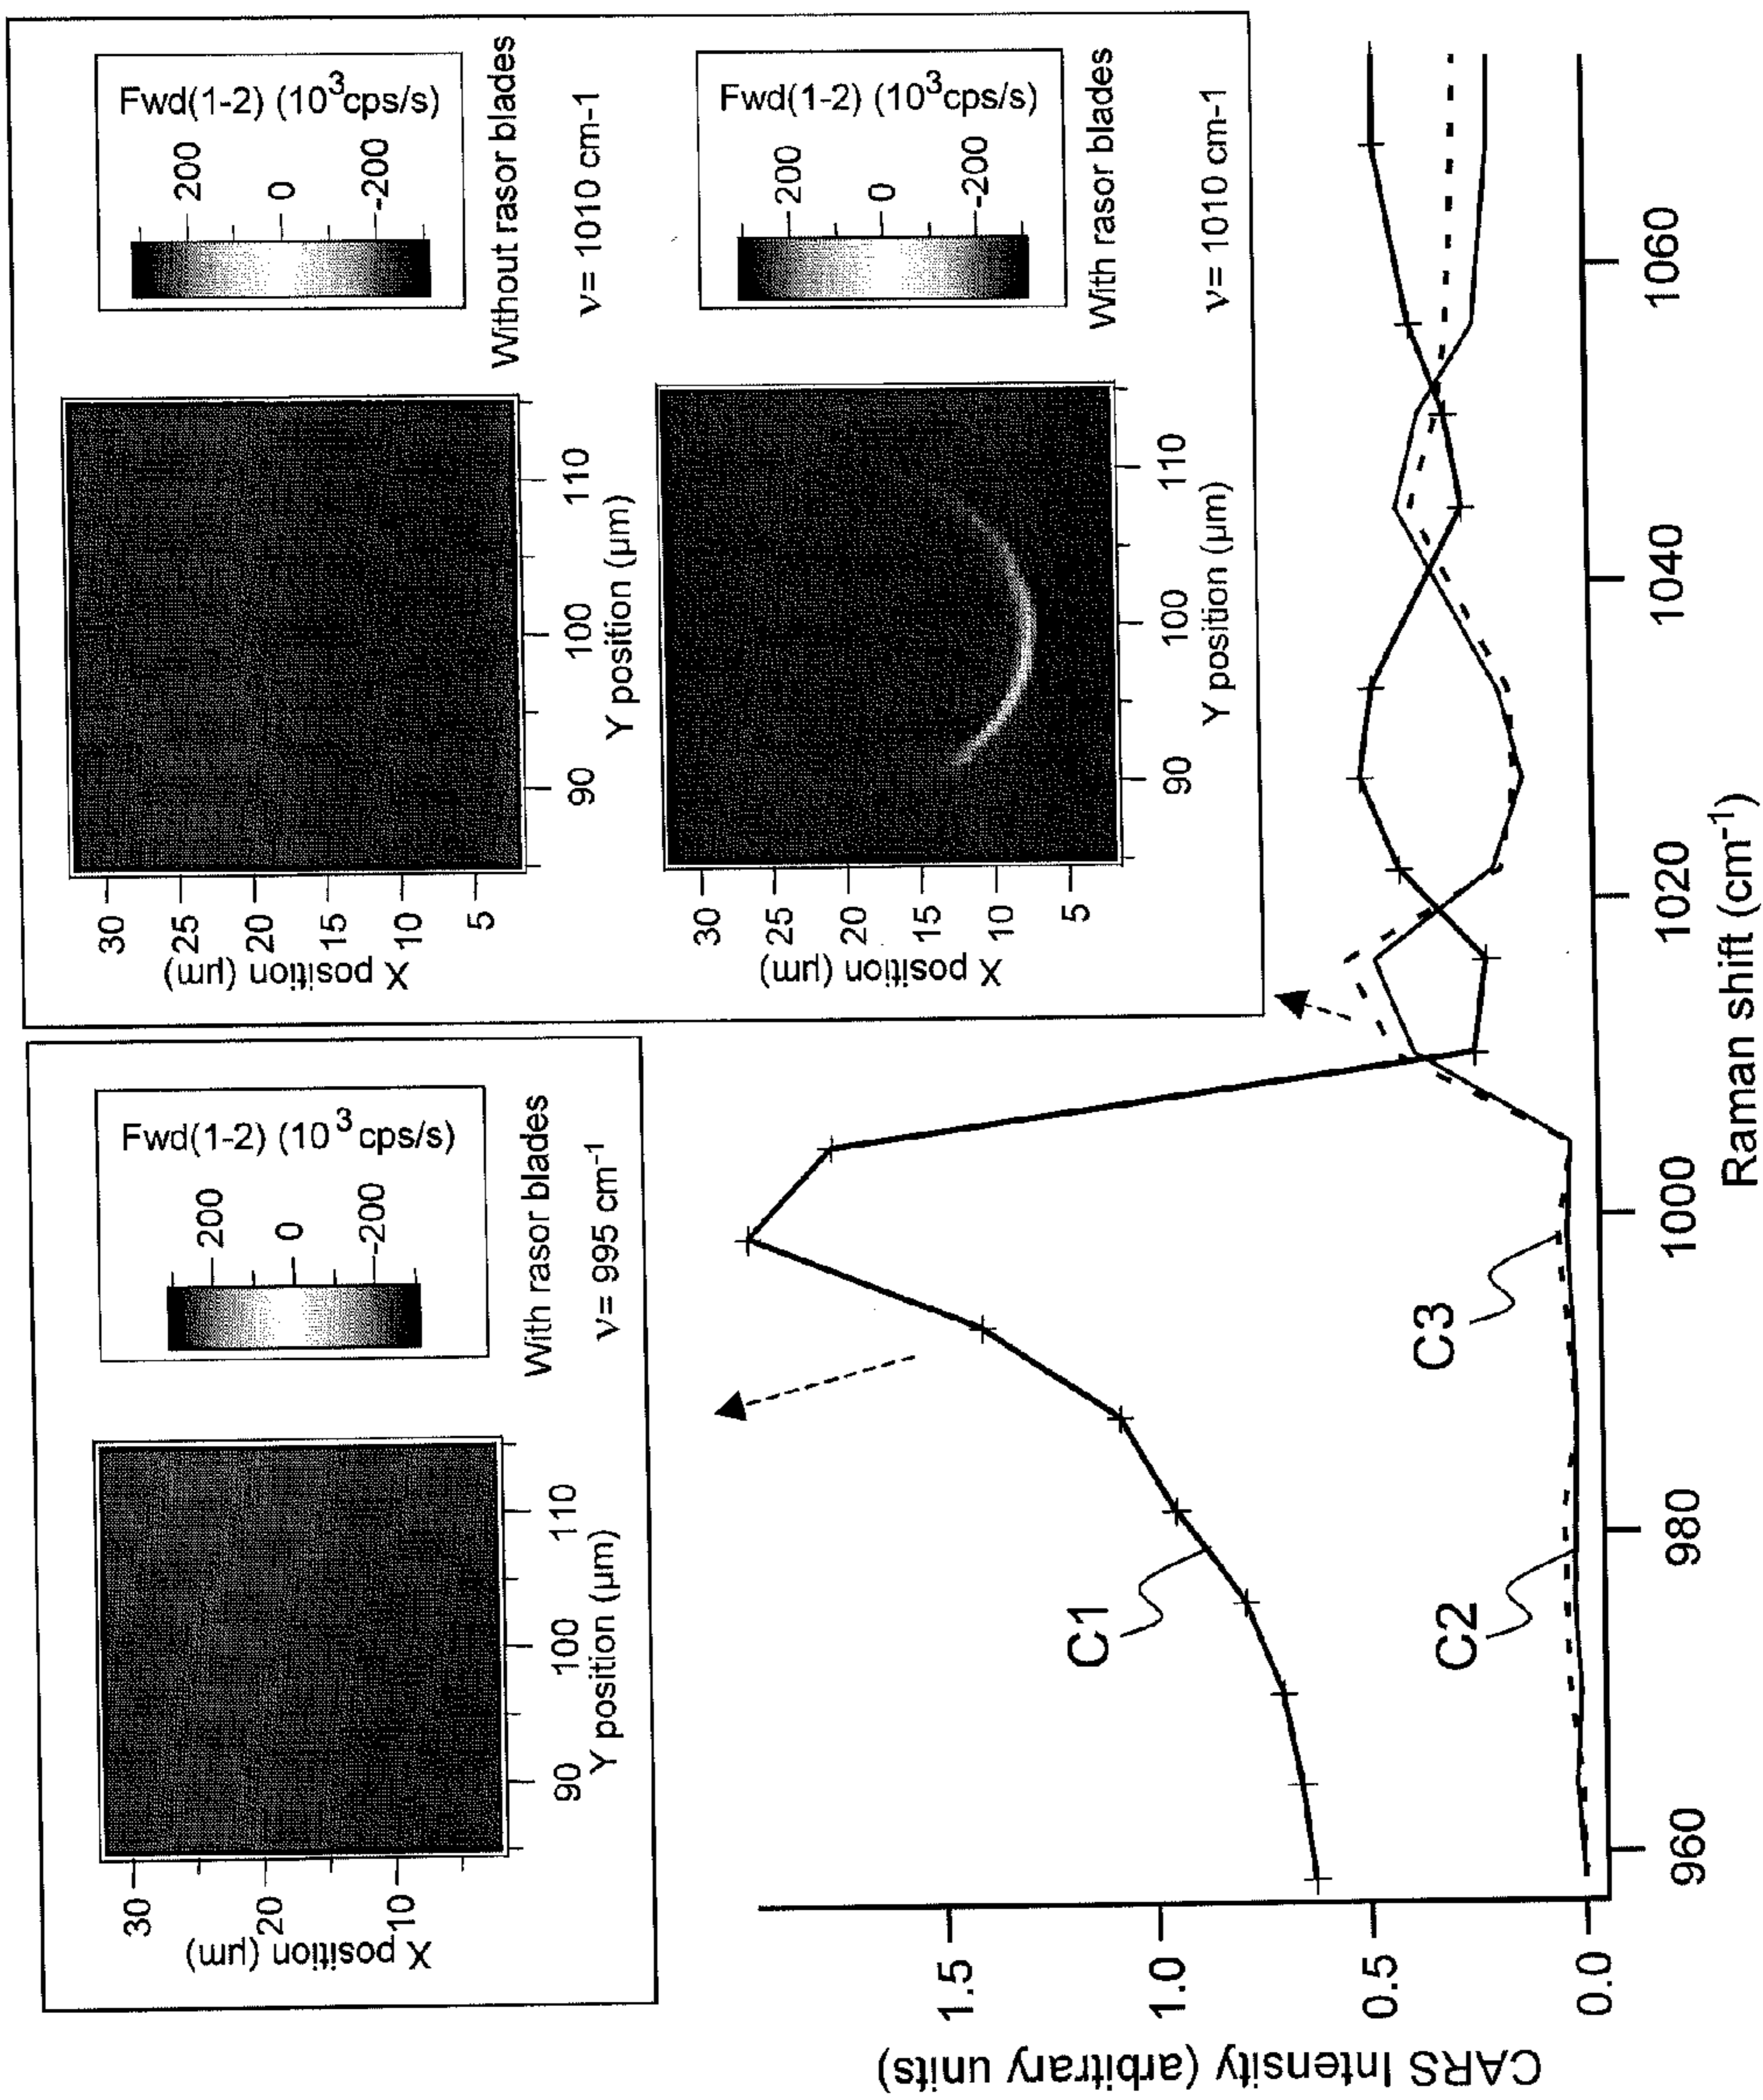 Fwd(1-2) (10³ cps/s)
200
0
-200
With rasor blades
ν= 995 cm⁻¹
30
20
10
X position (µm)
90
100
110
Y position (µm)
Fwd(1-2) (10³cps/s)
200
0
-200
Without rasor blades
ν= 1010 cm-1
30
25
20
15
10
5
X position (µm)
90
100
110
Y position (µm)
Fwd(1-2) (10³cps/s)
200
0
-200
With rasor blades
ν= 1010 cm-1
30
25
20
15
10
5
X position (µm)
90
100
110
Y position (µm)
CARS Intensity (arbitrary units)
1.5
1.0
0.5
0.0
C1
C2
C3
960
980
1000
1020
1040
1060
Raman shift (cm⁻¹)